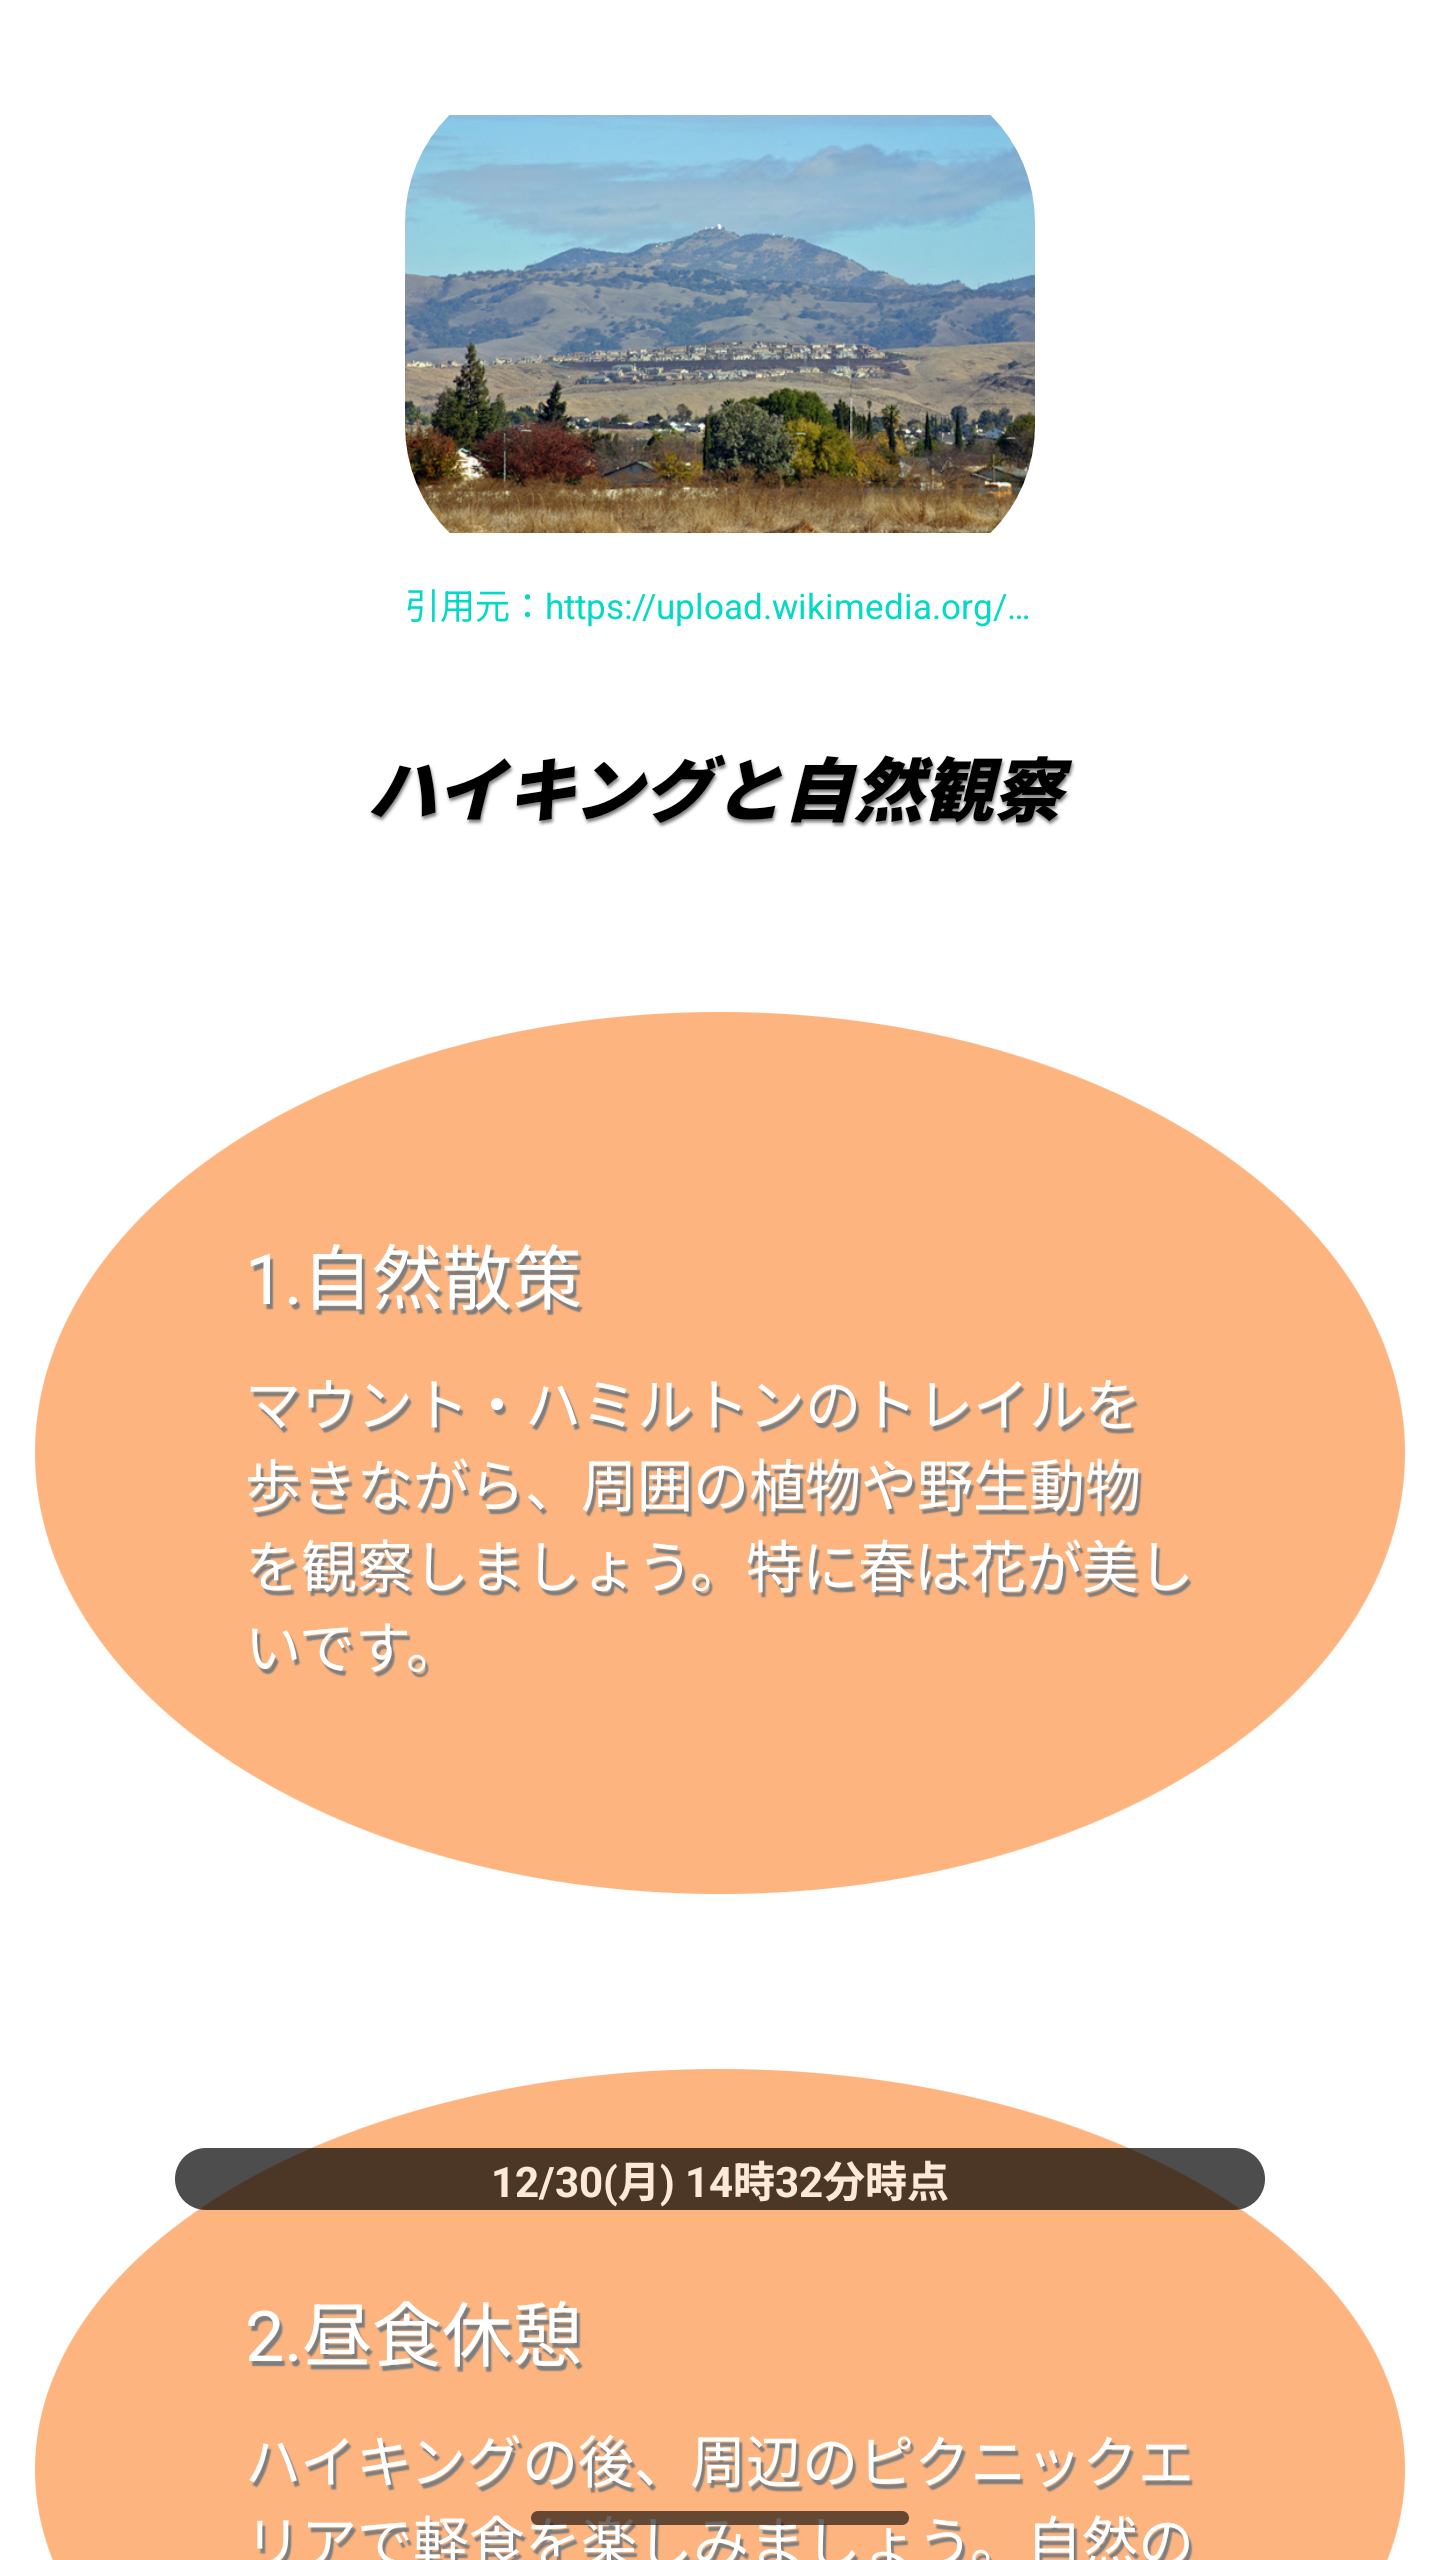 引用元：https://upload.wikimedia.org/…
ハイキングと自然観察
1.自然散策
マウント・ハミルトンのトレイルを
歩きながら、周囲の植物や野生動物
を観察しましょう。特に春は花が美し
いです。
12/30(月) 14時32分時点
2.昼食休憩
ハイキングの後、周辺のピクニックエ
リアで軽食を楽しみましょう。自然の